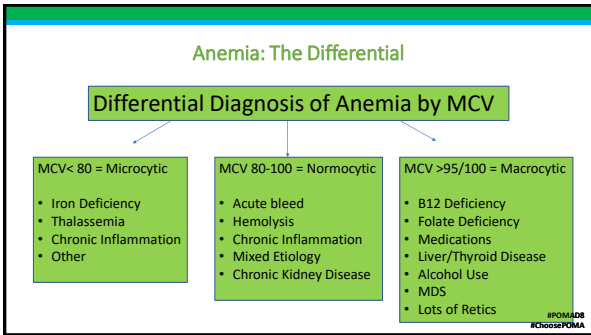 Anemia: The Differential
Differential Diagnosis of Anemia by MCV
MCV< 80 = Microcytic
• Iron Deficiency
• Thalassemia
• Chronic Inflammation
• Other
MCV 80-100 = Normocytic
• Acute bleed
• Hemolysis
• Chronic Inflammation
• Mixed Etiology
• Chronic Kidney Disease
MCV >95/100 = Macrocytic
• B12 Deficiency
• Folate Deficiency
• Medications
• Liver/Thyroid Disease
• Alcohol Use
• MDS
• Lots of Retics
#POMAD8
#ChoosePOMA